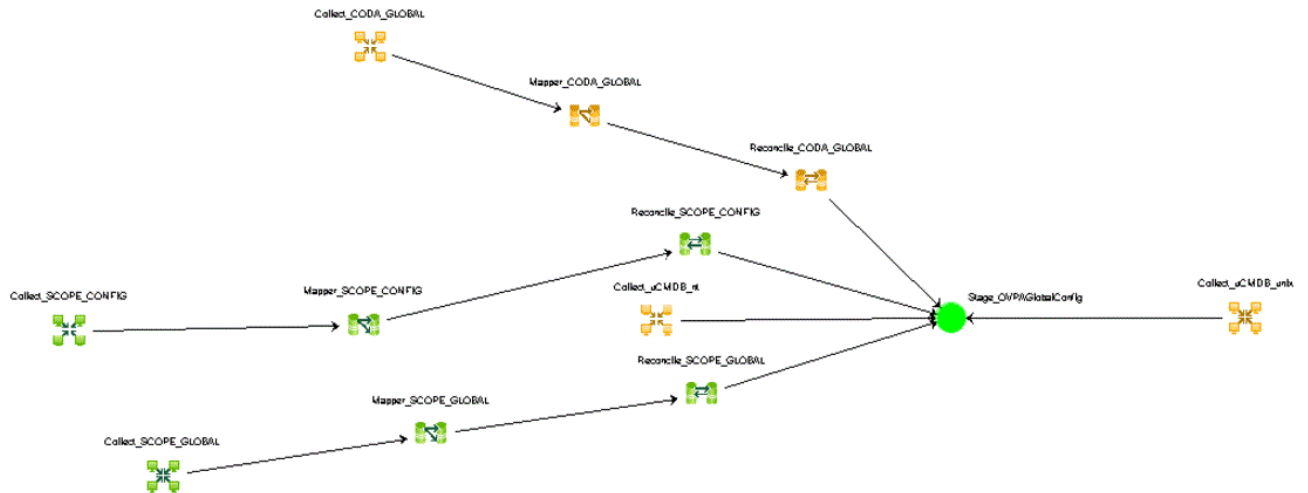 Collect_CODA_GLOBAL
Mapper_CODA_GLOBAL
Reconcile_CODA_GLOBAL
Reconcile_SCOPE_CONFIG
Collect_SCOPE_CONFIG
Mapper_SCOPE_CONFIG
Collect_uCMDB_nt
Stage_OVPAGlobalConfig
Collect_uCMDB_unix
Reconcile_SCOPE_GLOBAL
Mapper_SCOPE_GLOBAL
Collect_SCOPE_GLOBAL